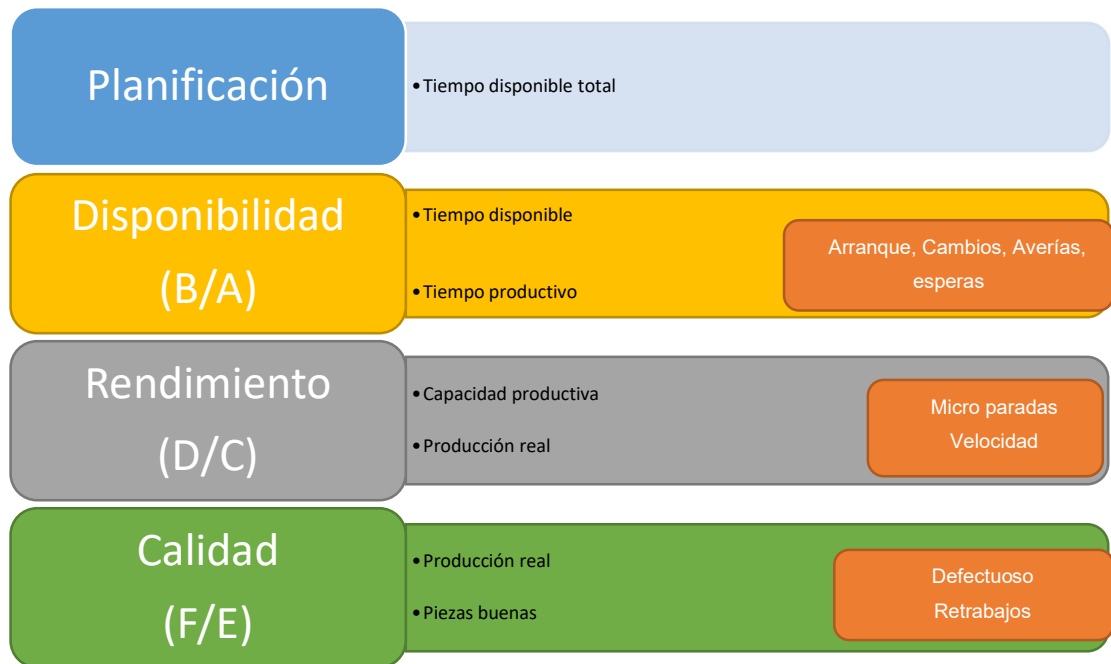 Planificación
•Tiempo disponible total
Disponibilidad
(B/A)
•Tiempo disponible
•Tiempo productivo
Arranque, Cambios, Averías,
esperas
Rendimiento
(D/C)
•Capacidad productiva
•Producción real
Micro paradas
Velocidad
Calidad
(F/E)
•Producción real
•Piezas buenas
Defectuoso
Retrabajos